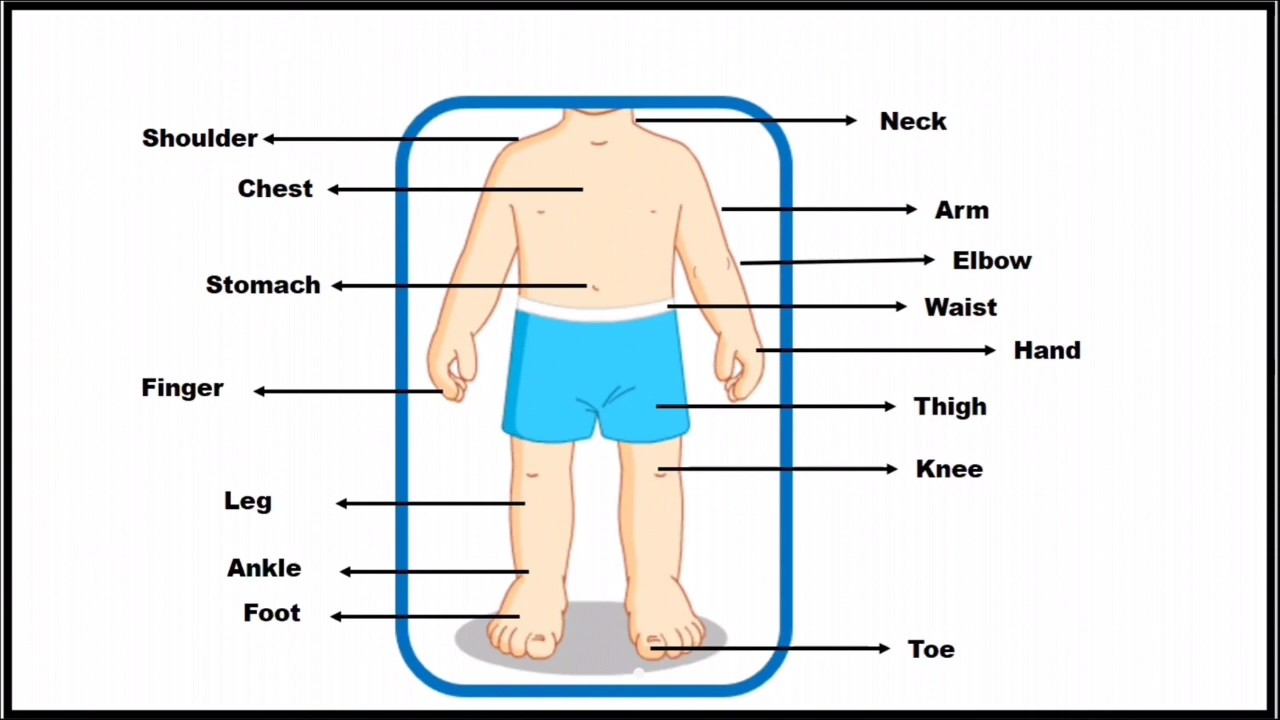 Shoulder
Chest
Stomach
Finger
Leg
Ankle
Foot
Neck
Arm
Elbow
Waist
Hand
Thigh
Knee
Toe